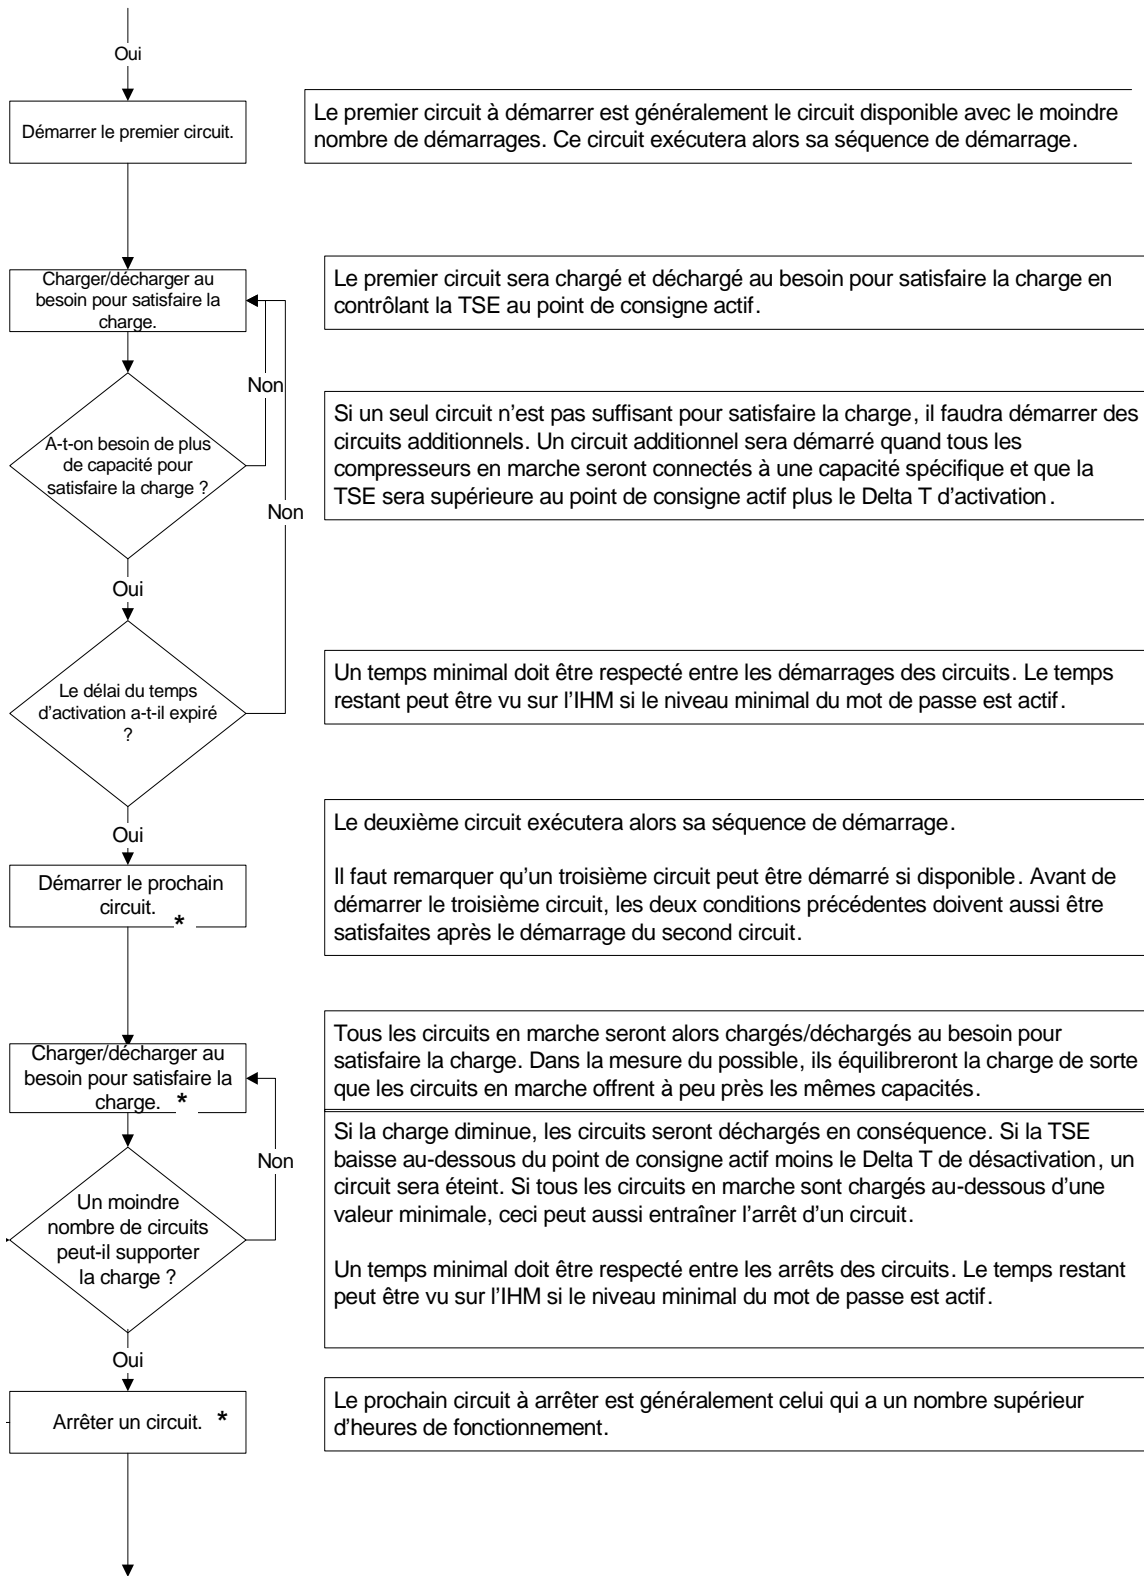 Oui
Démarrer le premier circuit.
Le premier circuit à démarrer est généralement le circuit disponible avec le moindre
nombre de démarrages. Ce circuit exécutera alors sa séquence de démarrage.
Charger/décharger au
besoin pour satisfaire la
charge.
Le premier circuit sera chargé et déchargé au besoin pour satisfaire la charge en
contrôlant la TSE au point de consigne actif.
Non
A-t-on besoin de plus
de capacité pour
satisfaire la charge ?
Si un seul circuit n’est pas suffisant pour satisfaire la charge, il faudra démarrer des
circuits additionnels. Un circuit additionnel sera démarré quand tous les
compresseurs en marche seront connectés à une capacité spécifique et que la
TSE sera supérieure au point de consigne actif plus le Delta T d’activation.
Non
Oui
Le délai du temps
d’activation a-t-il expiré
?
Un temps minimal doit être respecté entre les démarrages des circuits. Le temps
restant peut être vu sur l’IHM si le niveau minimal du mot de passe est actif.
Oui
Démarrer le prochain
circuit.
*
Le deuxième circuit exécutera alors sa séquence de démarrage.
Il faut remarquer qu’un troisième circuit peut être démarré si disponible. Avant de
démarrer le troisième circuit, les deux conditions précédentes doivent aussi être
satisfaites après le démarrage du second circuit.
Charger/décharger au
besoin pour satisfaire la
charge. *
Tous les circuits en marche seront alors chargés/déchargés au besoin pour
satisfaire la charge. Dans la mesure du possible, ils équilibreront la charge de sorte
que les circuits en marche offrent à peu près les mêmes capacités.
Non
Un moindre
nombre de circuits
peut-il supporter
la charge ?
Si la charge diminue, les circuits seront déchargés en conséquence. Si la TSE
baisse au-dessous du point de consigne actif moins le Delta T de désactivation, un
circuit sera éteint. Si tous les circuits en marche sont chargés au-dessous d’une
valeur minimale, ceci peut aussi entraîner l’arrêt d’un circuit.
Un temps minimal doit être respecté entre les arrêts des circuits. Le temps restant
peut être vu sur l’IHM si le niveau minimal du mot de passe est actif.
Oui
Arrêter un circuit. *
Le prochain circuit à arrêter est généralement celui qui a un nombre supérieur
d’heures de fonctionnement.